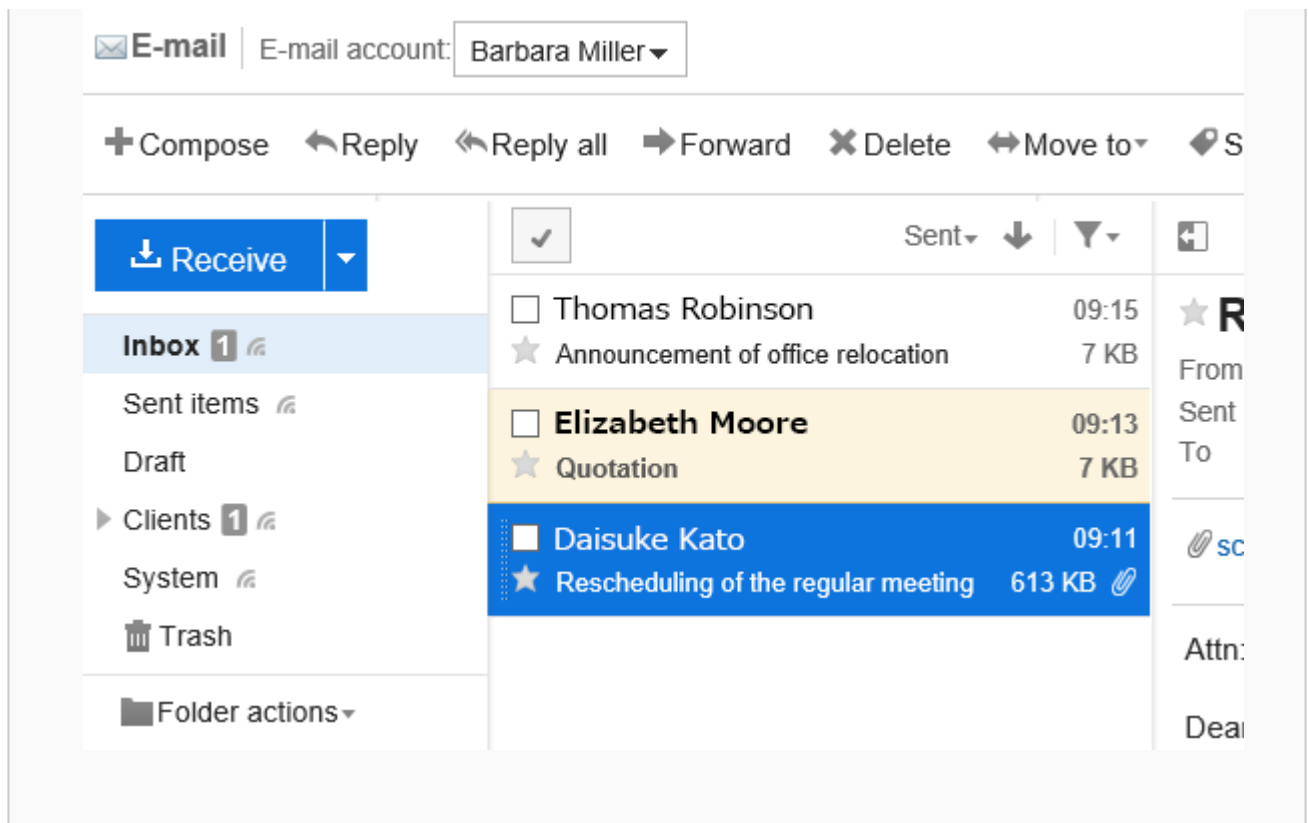 E-mail E-mail account: Barbara Miller
Compose Reply Reply all Forward Delete Move to S
Receive
Inbox 1
Sent items
Draft
Clients 1
System
Trash
Folder actions
Sent
Thomas Robinson 09:15
Announcement of office relocation 7 KB
Elizabeth Moore 09:13
Quotation 7 KB
Daisuke Kato 09:11
Rescheduling of the regular meeting 613 KB
R
From
Sent
To
sc
Attn:
Dear